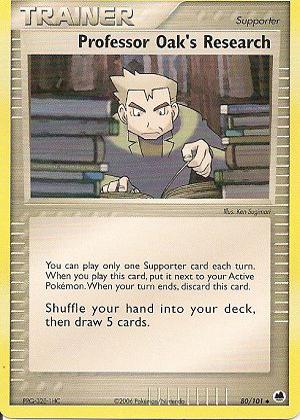 TRAINER
Supporter
Professor Oak's Research
Illus. Ken Sugimori
You can play only one Supporter card each turn.
When you play this card, put it next to your Active
Pokémon. When your turn ends, discard this card.
Shuffle your hand into your deck,
then draw 5 cards.
©2006 Pokémon/Nintendo
80/101